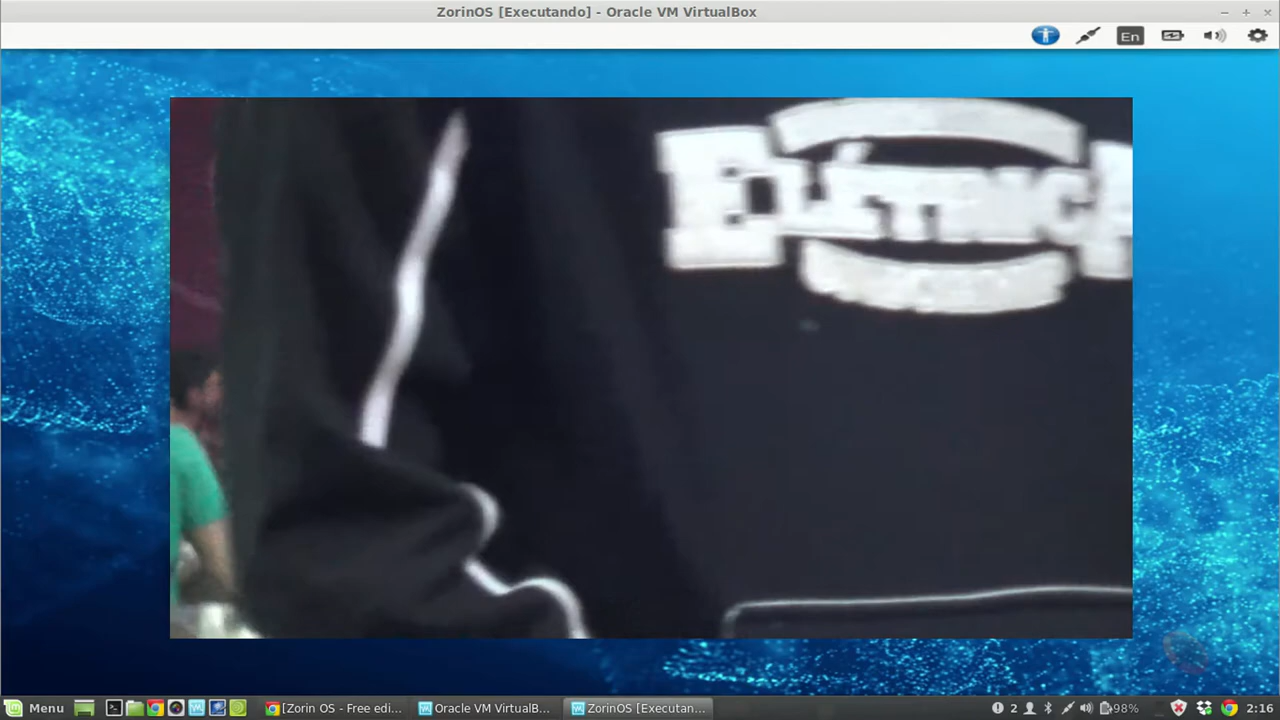 ZorinOS [Executando] - Oracle VM VirtualBox
En
ELÉTRICA
Menu
[Zorin OS - Free edi...
Oracle VM VirtualB...
ZorinOS [Executan...
2
98%
2:16